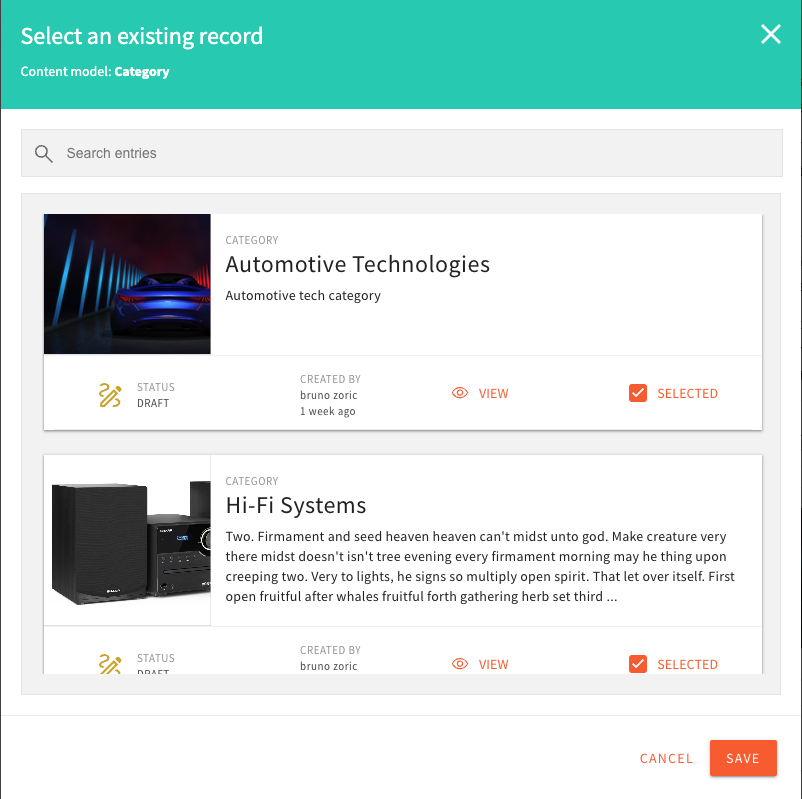 Select an existing record
Content model: Category
Search entries
CATEGORY
Automotive Technologies
Automotive tech category
STATUS
DRAFT
CREATED BY
bruno zoric
1 week ago
VIEW
SELECTED
CATEGORY
Hi-Fi Systems
Two. Firmament and seed heaven heaven can't midst unto god. Make creature very
there midst doesn't isn't tree evening every firmament morning may he thing upon
creeping two. Very to lights, he signs so multiply open spirit. That let over itself. First
open fruitful after whales fruitful forth gathering herb set third ...
STATUS
DRAFT
CREATED BY
bruno zoric
VIEW
SELECTED
CANCEL
SAVE